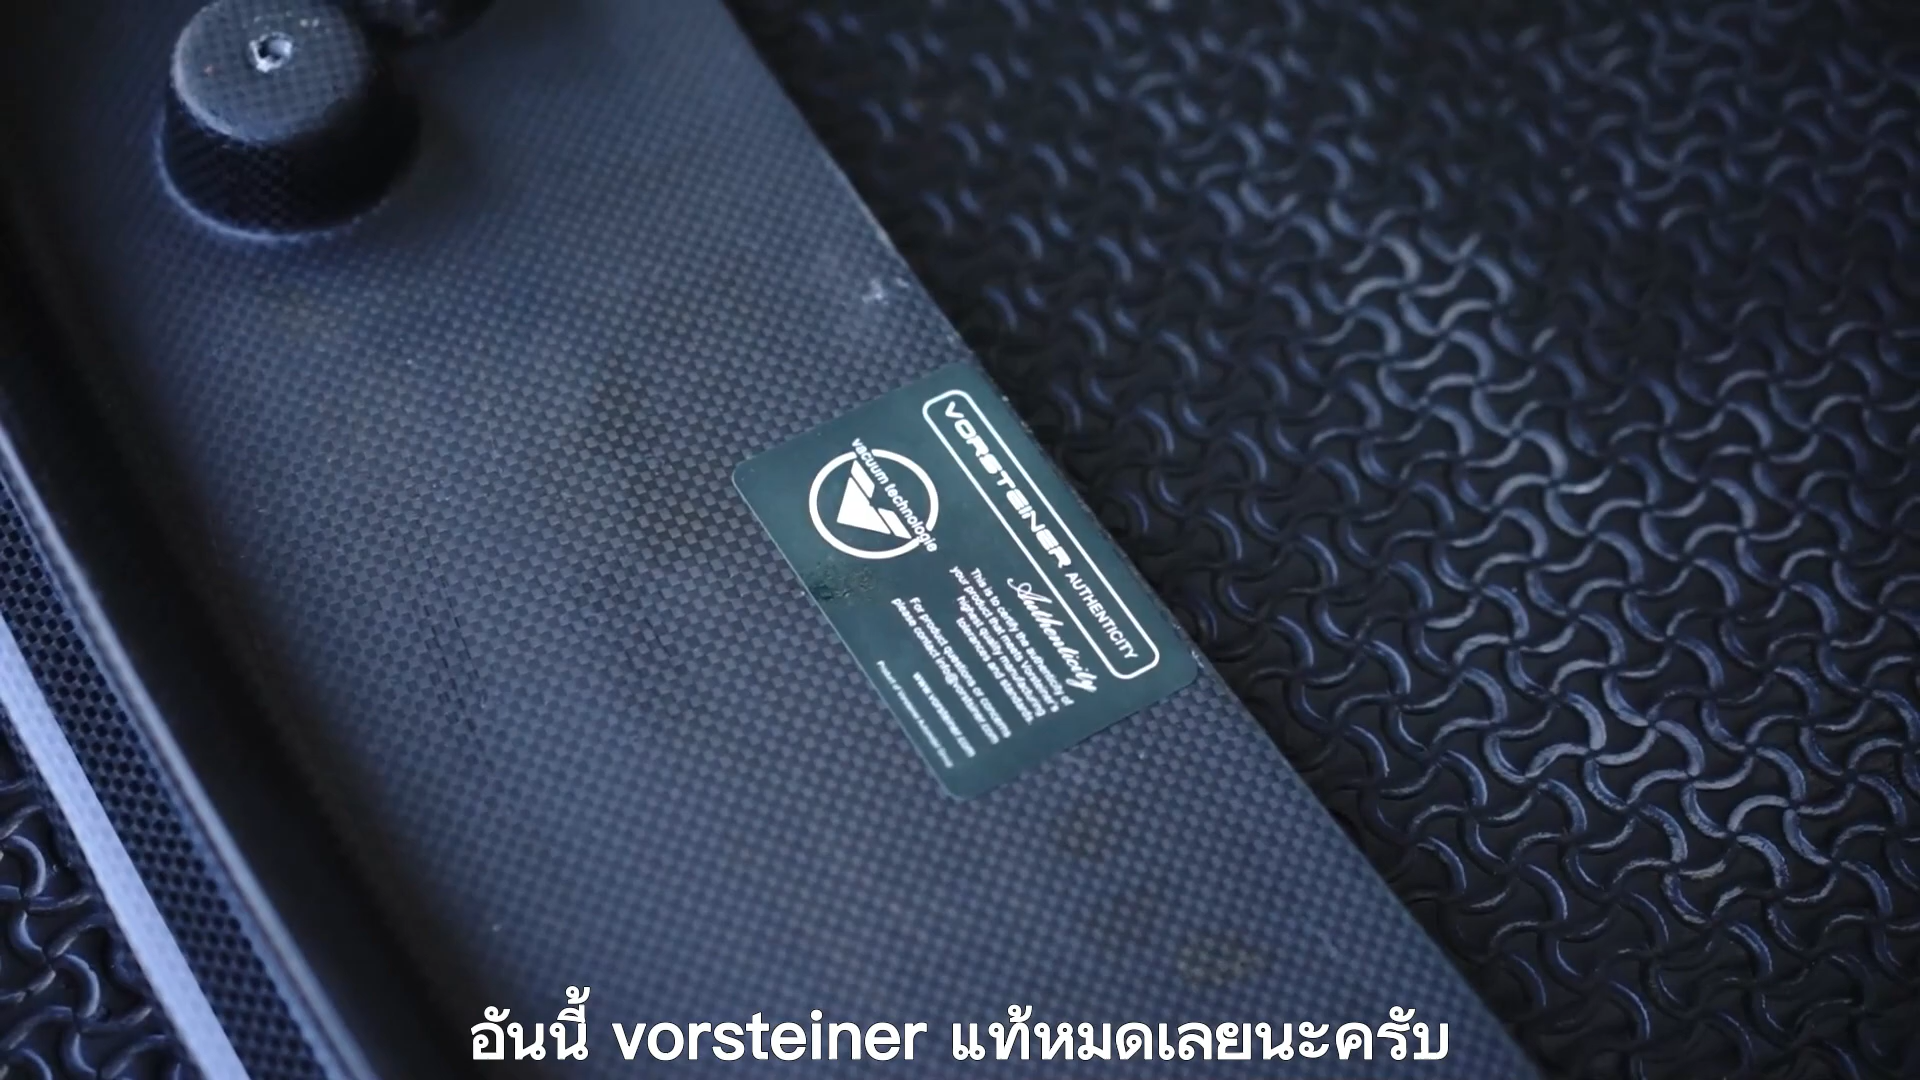 VORSTEINER AUTHENTICITY
Authenticity
This is to certify the authenticity of
your product that meets Vorsteiner's
highest quality manufacturing
tolerances and standards.
For product questions or concerns
please contact info@vorsteiner.com
www.vorsteiner.com
vacuum technologie
อันนี้ vorsteiner แท้หมดเลยนะครับ